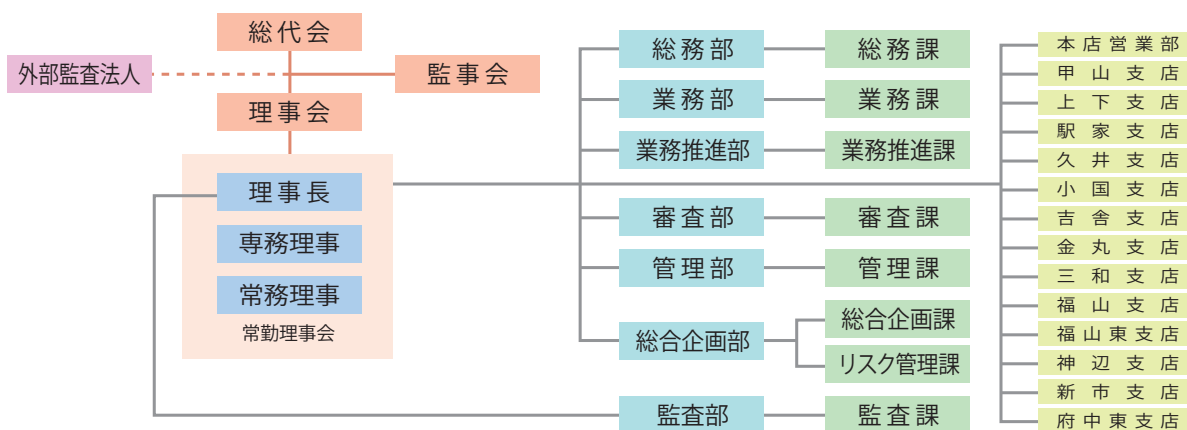 総代会
外部監査法人
監事会
理事会
理事長
専務理事
常務理事
常勤理事会
総務部
総務課
業務部
業務課
業務推進部
業務推進課
審査部
審査課
管理部
管理課
総合企画部
総合企画課
リスク管理課
監査部
監査課
本店営業部
甲山支店
上下支店
駅家支店
久井支店
小国支店
吉舎支店
金丸支店
三和支店
福山支店
福山東支店
神辺支店
新市支店
府中東支店